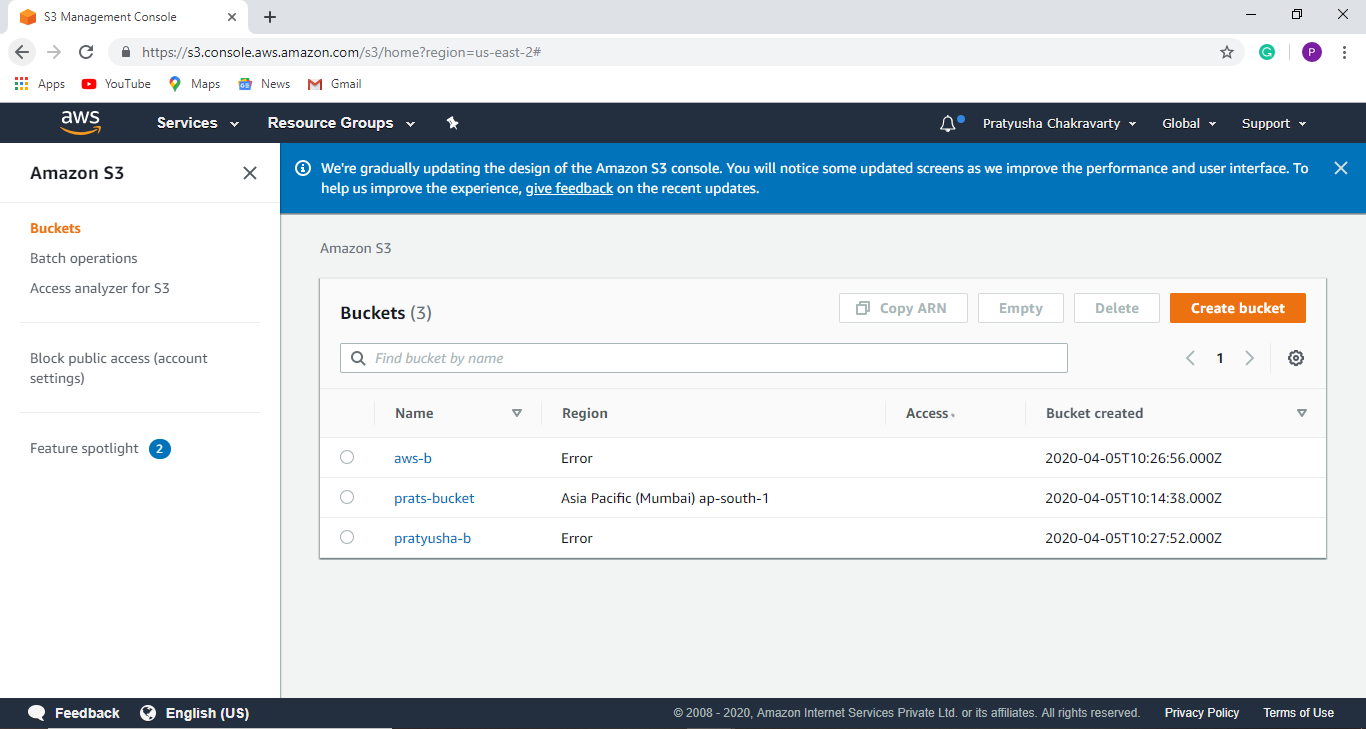 S3 Management Console
https://s3.console.aws.amazon.com/s3/home?region=us-east-2#
P
Apps YouTube Maps News Gmail
aws Services Resource Groups Pratyusha Chakravarty Global Support
Amazon S3
We're gradually updating the design of the Amazon S3 console. You will notice some updated screens as we improve the performance and user interface. To
help us improve the experience, give feedback on the recent updates.
Buckets
Batch operations
Access analyzer for S3
Block public access (account
settings)
Feature spotlight 2
Amazon S3
Buckets (3) Copy ARN Empty Delete Create bucket
Find bucket by name 1
Name Region Access Bucket created
aws-b Error 2020-04-05T10:26:56.000Z
prats-bucket Asia Pacific (Mumbai) ap-south-1 2020-04-05T10:14:38.000Z
pratyusha-b Error 2020-04-05T10:27:52.000Z
Feedback English (US) © 2008 - 2020, Amazon Internet Services Private Ltd. or its affiliates. All rights reserved. Privacy Policy Terms of Use